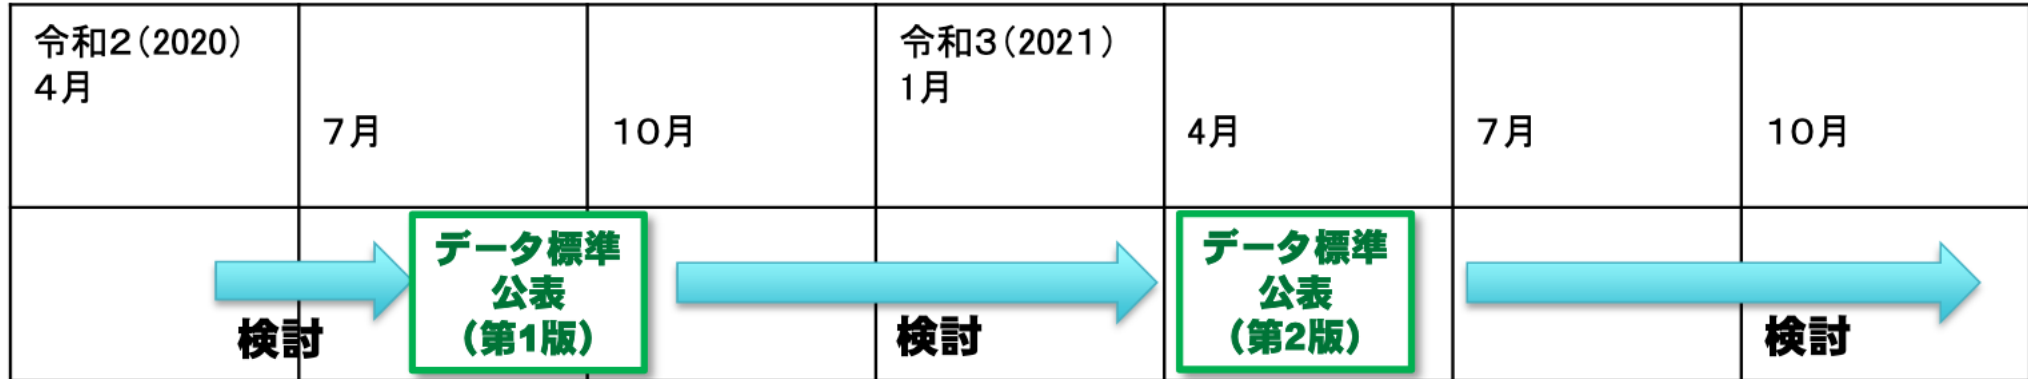 令和2(2020)
4月
7月
10月
令和3(2021)
1月
4月
7月
10月
検討
データ標準
公表
(第1版)
検討
データ標準
公表
(第2版)
検討